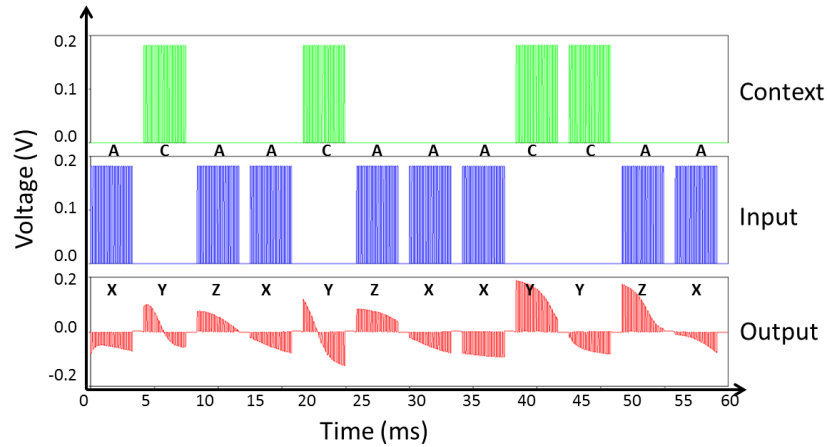 0.2
0.1
0.0
Context
A C A A C A A A C C A A
0.2
0.1
0.0
Voltage (V)
Input
0.2
0.0
-0.2
X Y Z X Y Z X X Y Y Z X
Output
0 5 10 15 20 25 30 35 40 45 50 55 60
Time (ms)